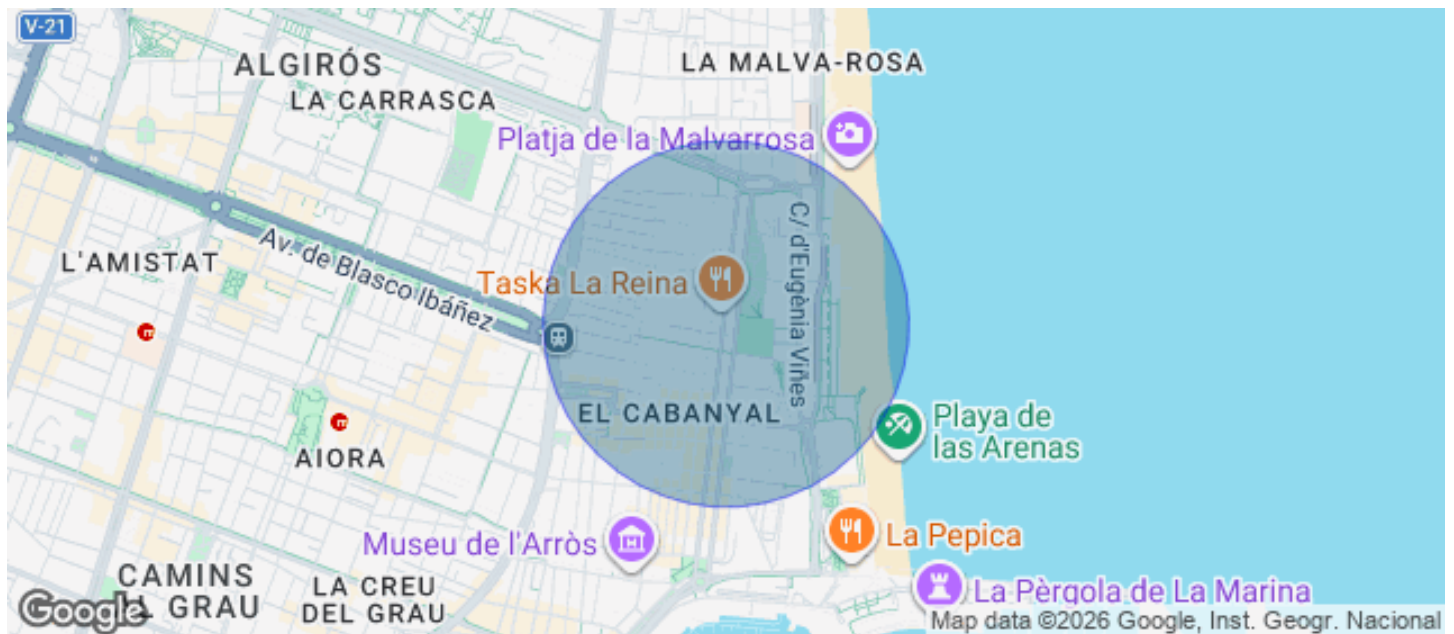 V-21
ALGIRÓS
LA MALVA-ROSA
LA CARRASCA
Platja de la Malvarrosa
Av. de Blasco Ibáñez
L'AMISTAT
C/ d'Eugènia Viñes
Taska La Reina
m
EL CABANYAL
Playa de
las Arenas
m
AIORA
Museu de l'Arròs
La Pepica
CAMINS
L GRAU
LA CREU
DEL GRAU
La Pèrgola de La Marina
Google
Map data ©2026 Google, Inst. Geogr. Nacional